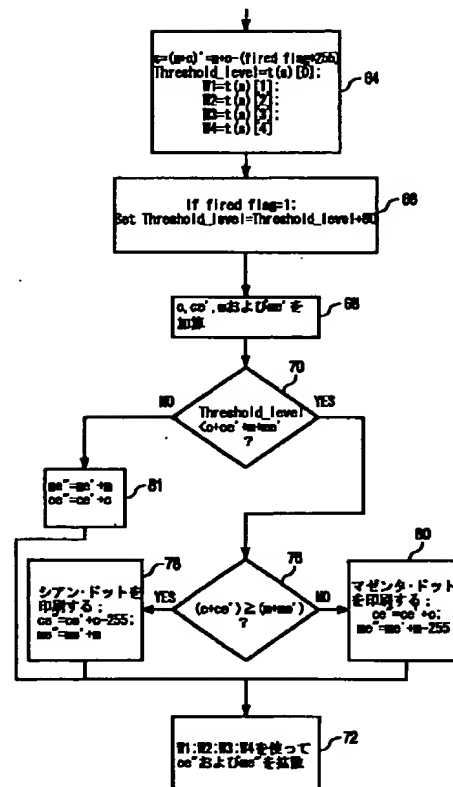 =(m+c)'=m+c-(fired flag*255)
Threshold_level=t(a)[0];
W1=t(a)[1];
W2=t(a)[2];
W3=t(a)[3];
W4=t(a)[4]
64
If fired flag=1;
Set Threshold_level=Threshold_level+
66
c,ce',mおよびme'を
加算
68
70
NO
YES
Threshold_level
<c+ce'+m+me'
?
me"=me'+m
ce"=ce'+c
81
78
シアン・ドットを
印刷する:
ce"=ce'+c-255;
me"=me'+m
YES
76
(c+ce')≥(m+me')
?
NO
80
マゼンタ・ドット
を印刷する:
ce"=ce'+c;
me"=me'+m-255
W1;W2;W3;W4を使って
ce"およびme"を拡散
72